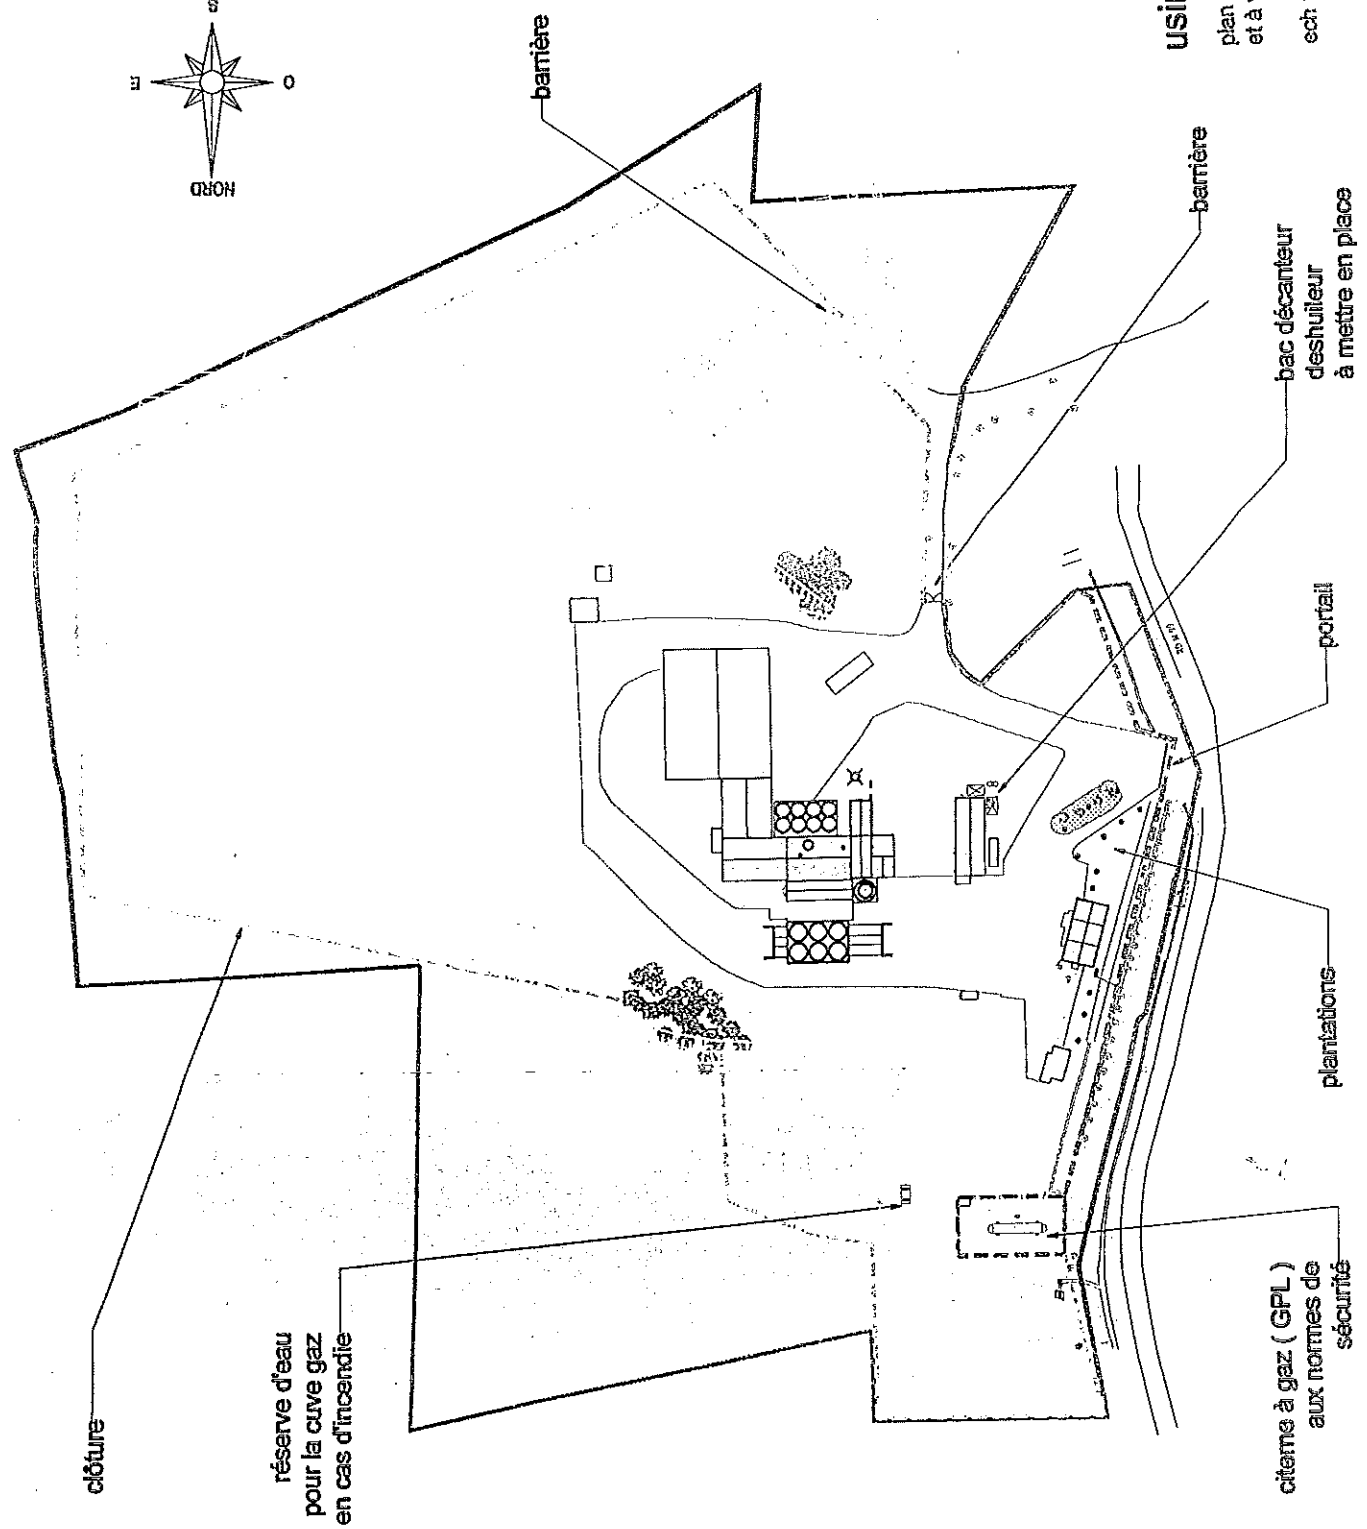 S
E
O
NORD
usi
plan
et à
ech
barrière
barrière
bac décanteur
deshuileur
à mettre en place
portail
plantations
clôture
réserve d'eau
pour la cuve gaz
en cas d'incendie
citerne à gaz ( GPL )
aux normes de
sécurité
B